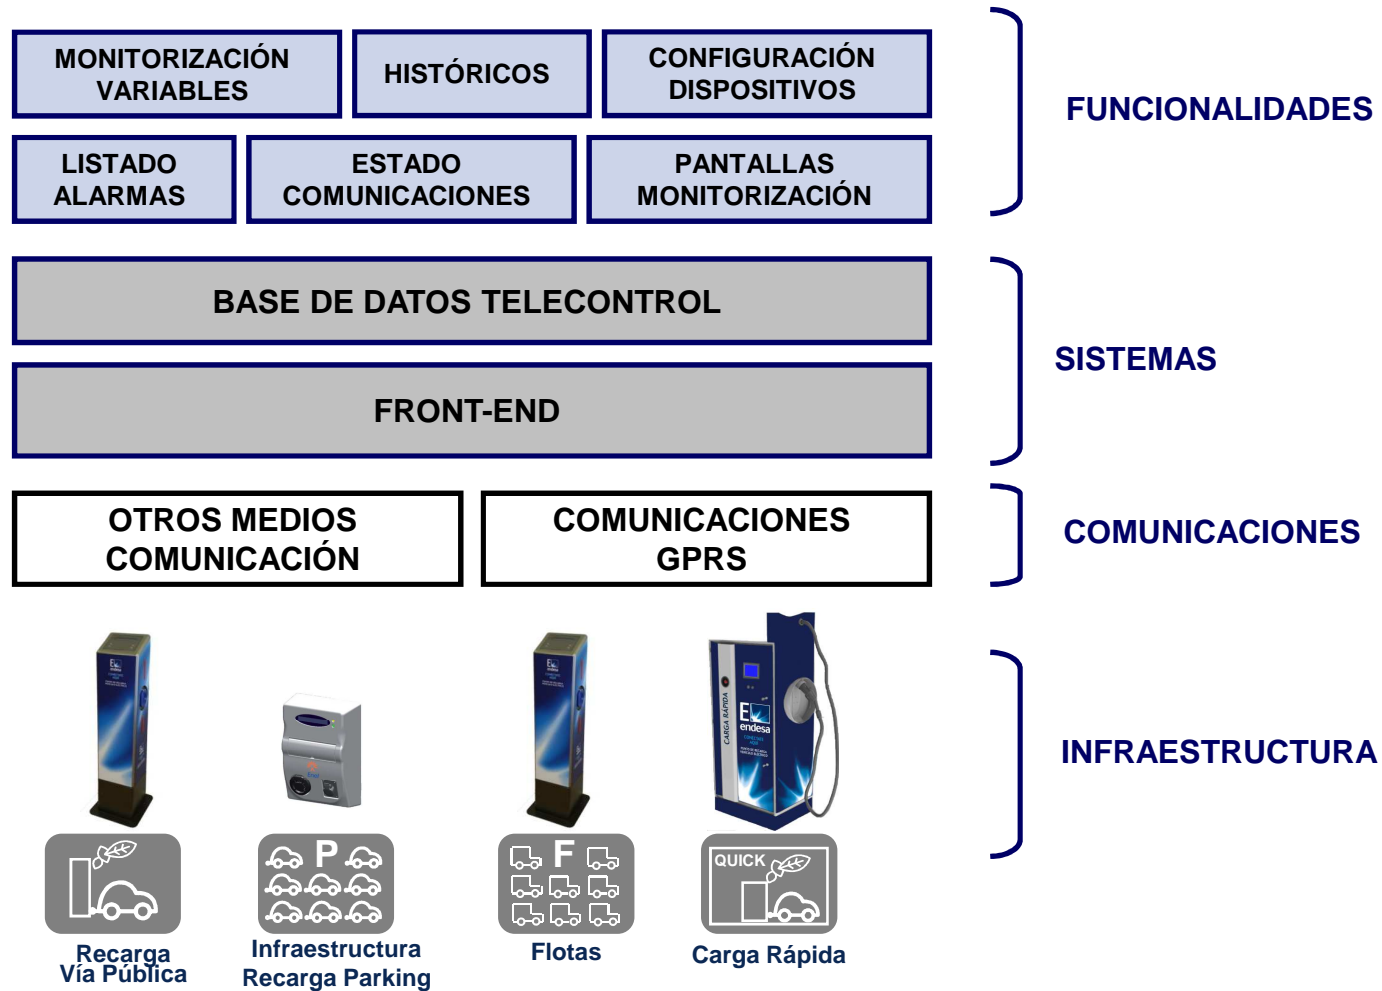 MONITORIZACIÓN
VARIABLES
HISTÓRICOS
CONFIGURACIÓN
DISPOSITIVOS
FUNCIONALIDADES
LISTADO
ALARMAS
ESTADO
COMUNICACIONES
PANTALLAS
MONITORIZACIÓN
BASE DE DATOS TELECONTROL
SISTEMAS
FRONT-END
OTROS MEDIOS
COMUNICACIÓN
COMUNICACIONES
GPRS
COMUNICACIONES
endesa
endesa
CARGA RÁPIDA
endesa
INFRAESTRUCTURA
P
F
QUICK
Recarga
Vía Pública
Infraestructura
Recarga Parking
Flotas
Carga Rápida